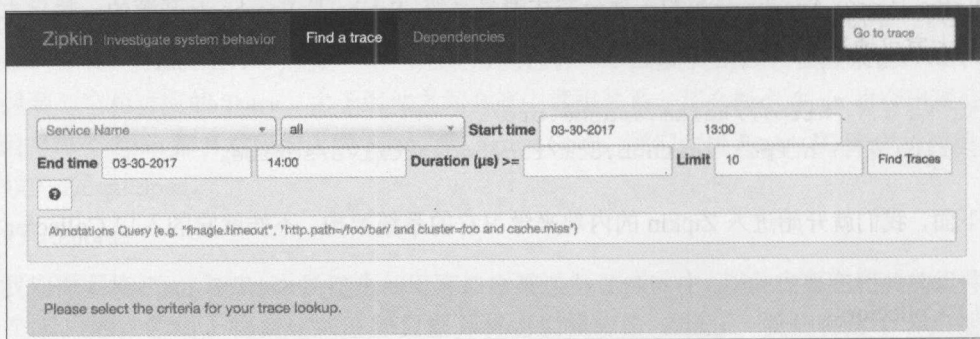 Zipkin Investigate system behavior Find a trace Dependencies Go to trace
Service Name all Start time 03-30-2017 13:00
End time 03-30-2017 14:00 Duration (μs) >= Limit 10 Find Traces
?
Annotations Query (e.g. "finagle.timeout", "http.path=/foo/bar/ and cluster=foo and cache.miss")
Please select the criteria for your trace lookup.